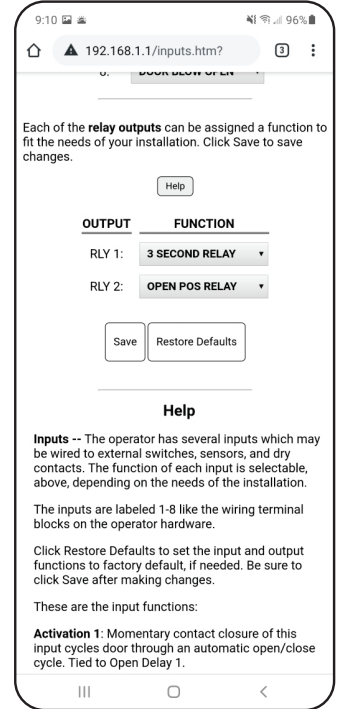 9:10 96%
192.168.1.1/inputs.htm? 3
DOOR BLOW OPEN
Each of the relay outputs can be assigned a function to
fit the needs of your installation. Click Save to save
changes.
Help
OUTPUT FUNCTION
RLY 1: 3 SECOND RELAY
RLY 2: OPEN POS RELAY
Save Restore Defaults
Help
Inputs -- The operator has several inputs which may
be wired to external switches, sensors, and dry
contacts. The function of each input is selectable,
above, depending on the needs of the installation.
The inputs are labeled 1-8 like the wiring terminal
blocks on the operator hardware.
Click Restore Defaults to set the input and output
functions to factory default, if needed. Be sure to
click Save after making changes.
These are the input functions:
Activation 1: Momentary contact closure of this
input cycles door through an automatic open/close
cycle. Tied to Open Delay 1.